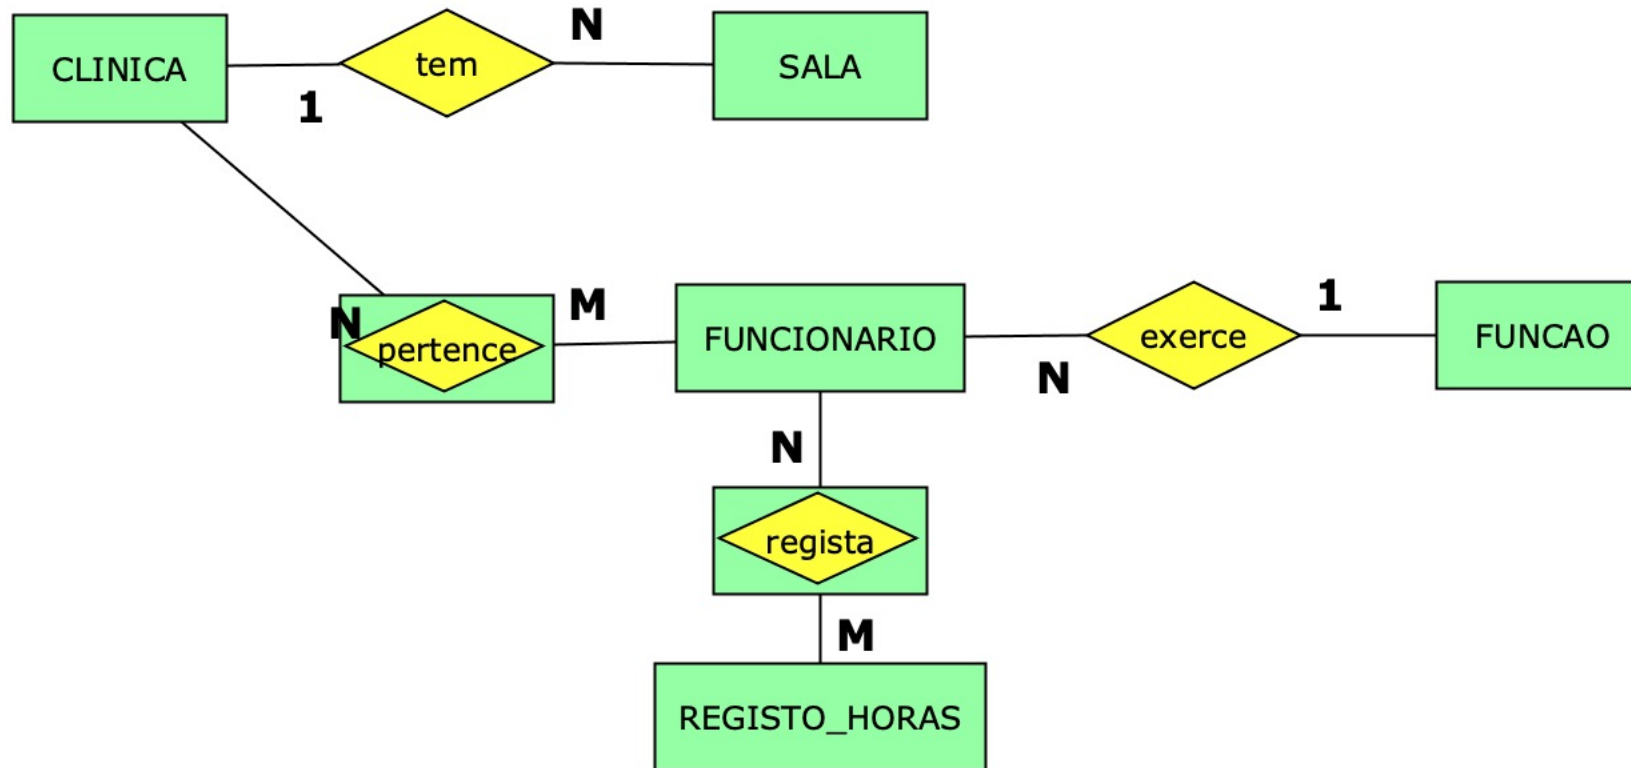 CLINICA
1
tem
N
SALA
N
pertence
M
FUNCIONARIO
N
exerce
1
FUNCAO
N
regista
M
REGISTO_HORAS